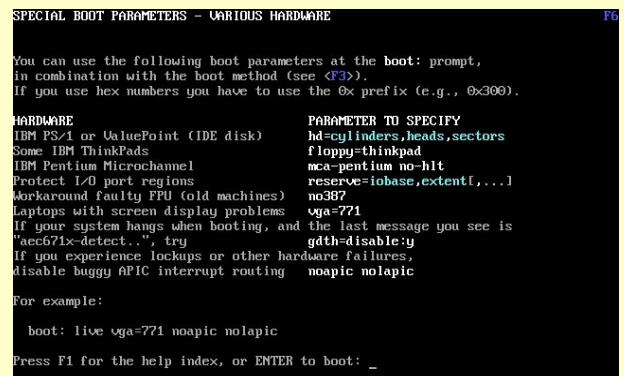 SPECIAL BOOT PARAMETERS - VARIOUS HARDWARE F6
You can use the following boot parameters at the boot: prompt,
in combination with the boot method (see <F3>).
If you use hex numbers you have to use the 0x prefix (e.g., 0x300).
HARDWARE PARAMETER TO SPECIFY
IBM PS/1 or ValuePoint (IDE disk) hd=cylinders,heads,sectors
Some IBM ThinkPads floppy=thinkpad
IBM Pentium Microchannel mca-pentium no-hlt
Protect I/O port regions reserve=iobase,extent[,...]
Workaround faulty FPU (old machines) no387
Laptops with screen display problems vga=771
If your system hangs when booting, and the last message you see is
"aec671x-detect..", try gdth=disable:y
If you experience lockups or other hardware failures,
disable buggy APIC interrupt routing noapic nolapic
For example:
boot: live vga=771 noapic nolapic
Press F1 for the help index, or ENTER to boot: _